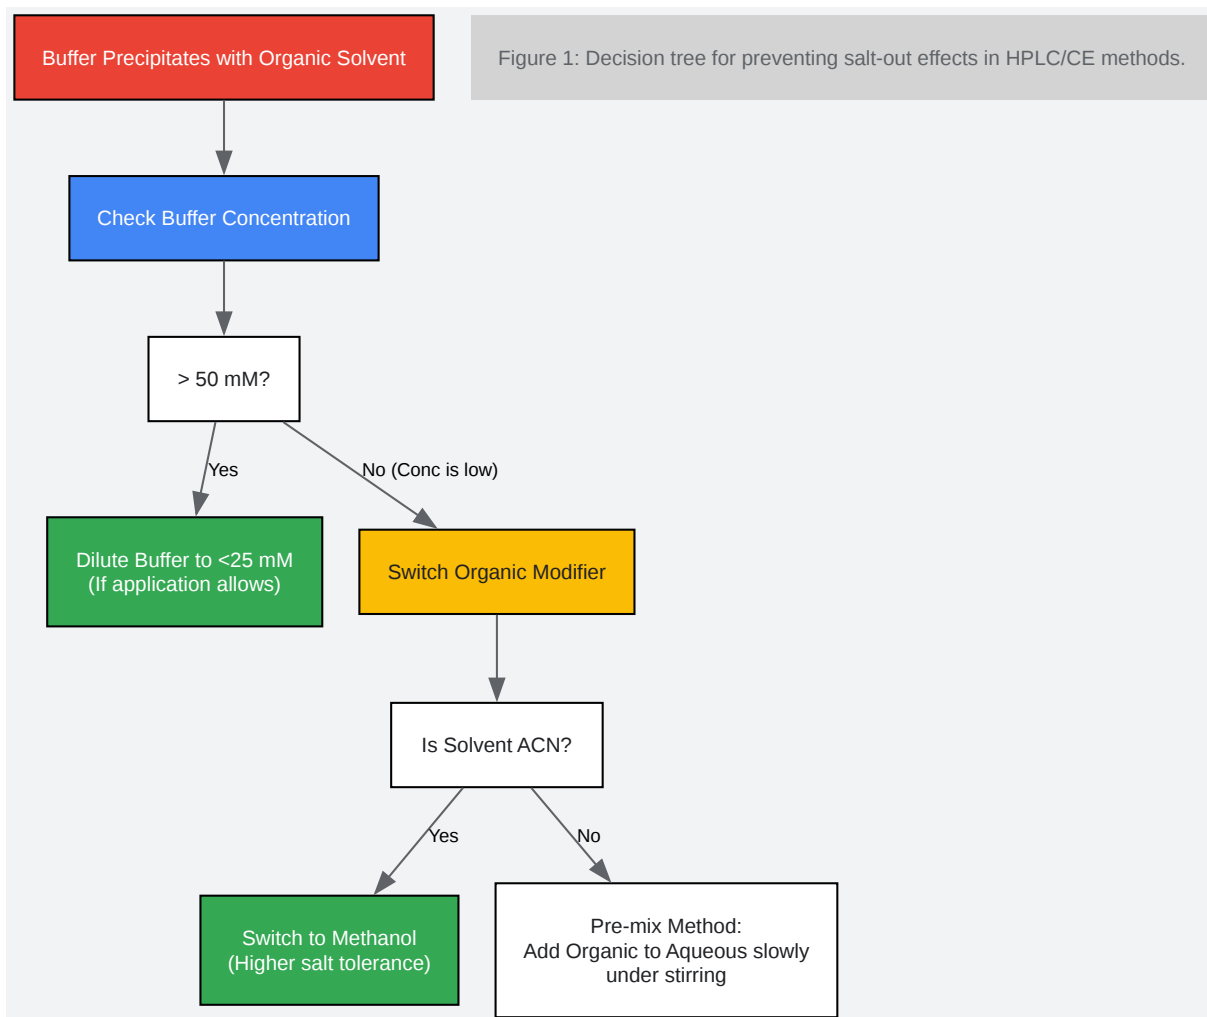 Buffer Precipitates with Organic Solvent
Figure 1: Decision tree for preventing salt-out effects in HPLC/CE methods.
Check Buffer Concentration
> 50 mM?
Yes
No (Conc is low)
Dilute Buffer to <25 mM
(If application allows)
Switch Organic Modifier
Is Solvent ACN?
Yes
No
Switch to Methanol
(Higher salt tolerance)
Pre-mix Method:
Add Organic to Aqueous slowly
under stirring